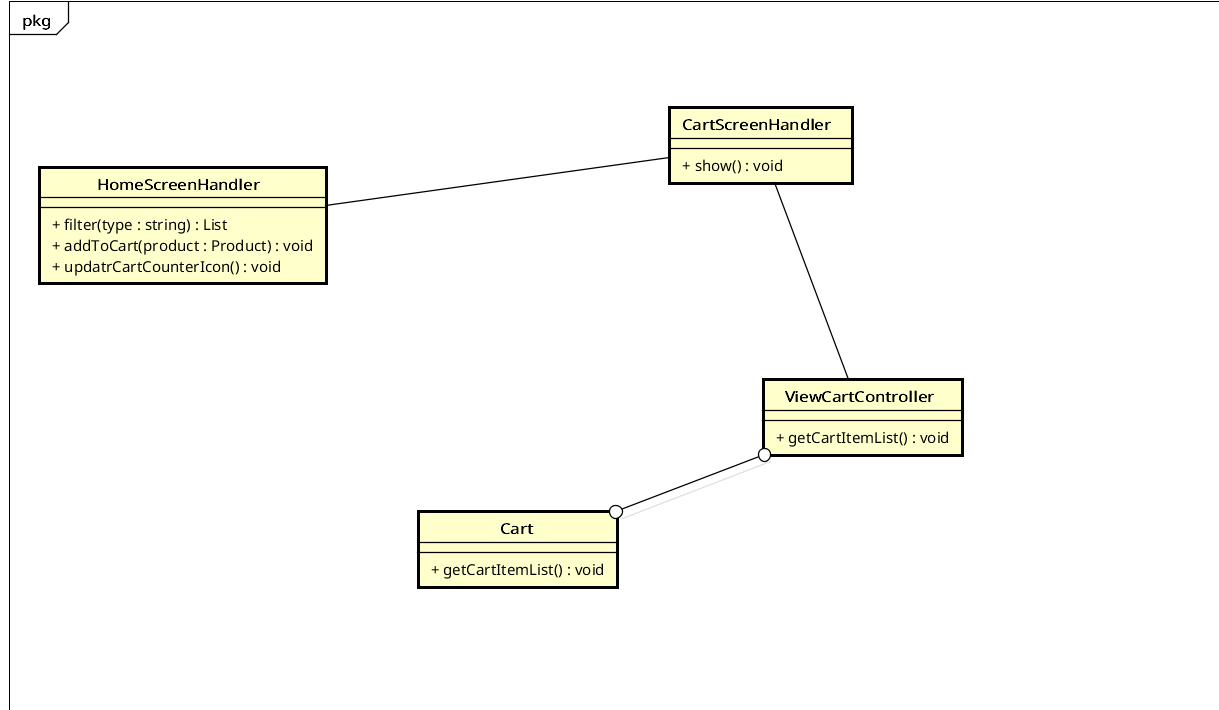 pkg
CartScreenHandler
+ show() : void
HomeScreenHandler
+ filter(type : string) : List
+ addToCart(product : Product) : void
+ updatrCartCounterIcon() : void
ViewCartController
+ getCartItemList() : void
Cart
+ getCartItemList() : void